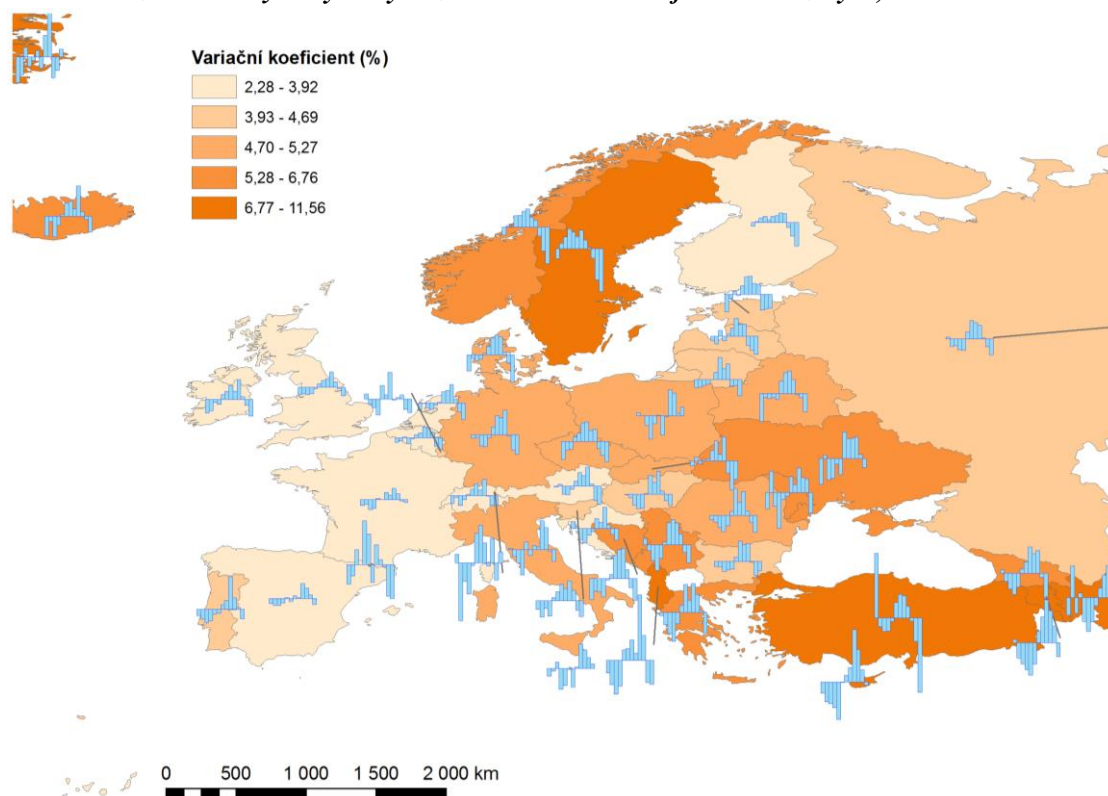 Variační koeficient (%)
2,28 - 3,92
3,93 - 4,69
4,70 - 5,27
5,28 - 6,76
6,77 - 11,56
0 500 1 000 1 500 2 000 km